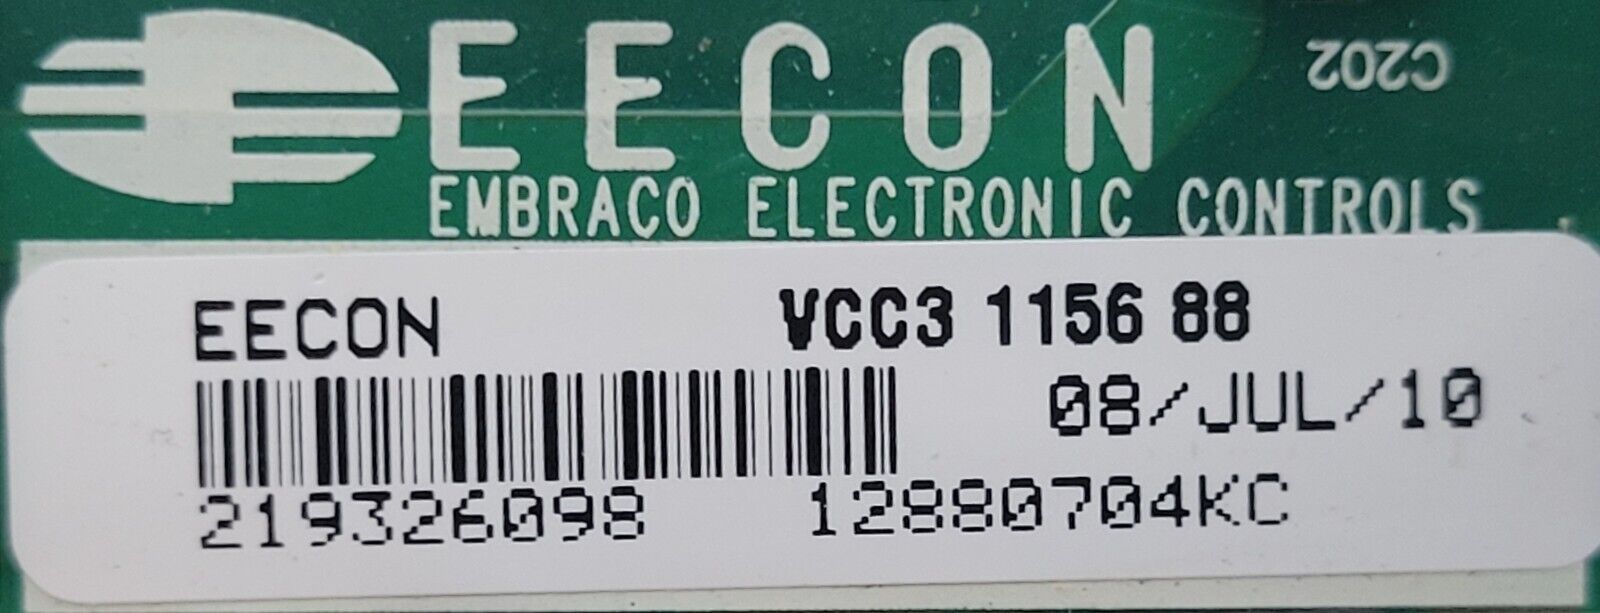 EECON
C202
EMBRACO ELECTRONIC CONTROLS
EECON VCC3 1156 88
08/JUL/10
219326098 12880704KC